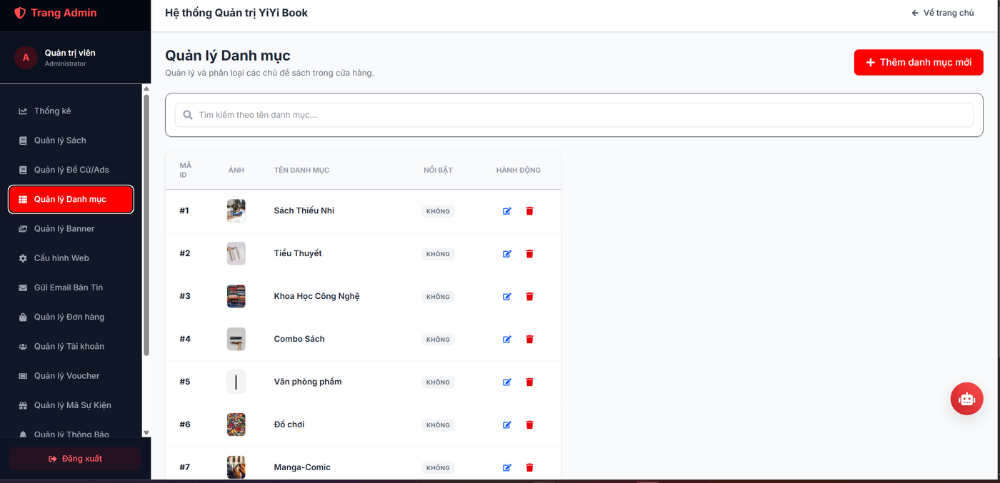 Trang Admin
Hệ thống Quản trị YiYi Book
Về trang chủ
A
Quản trị viên
Administrator
Thống kê
Quản lý Sách
Quản lý Đề Cử/Ads
Quản lý Danh mục
Quản lý Banner
Cấu hình Web
Gửi Email Bản Tin
Quản lý Đơn hàng
Quản lý Tài khoản
Quản lý Voucher
Quản lý Mã Sự Kiện
Quản lý Thông Báo
Đăng xuất
Quản lý Danh mục
Quản lý và phân loại các chủ đề sách trong cửa hàng.
Thêm danh mục mới
Tìm kiếm theo tên danh mục...
MÃ ID ẢNH TÊN DANH MỤC NỔI BẬT HÀNH ĐỘNG
#1 Sách Thiếu Nhi KHÔNG
#2 Tiểu Thuyết KHÔNG
#3 Khoa Học Công Nghệ KHÔNG
#4 Combo Sách KHÔNG
#5 Văn phòng phẩm KHÔNG
#6 Đồ chơi KHÔNG
#7 Manga-Comic KHÔNG